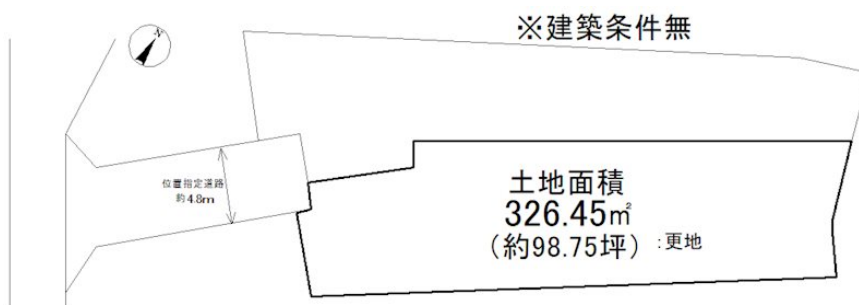 ※建築条件無
N
位置指定道路
約4.8m
土地面積
326.45㎡
（約98.75坪）:更地